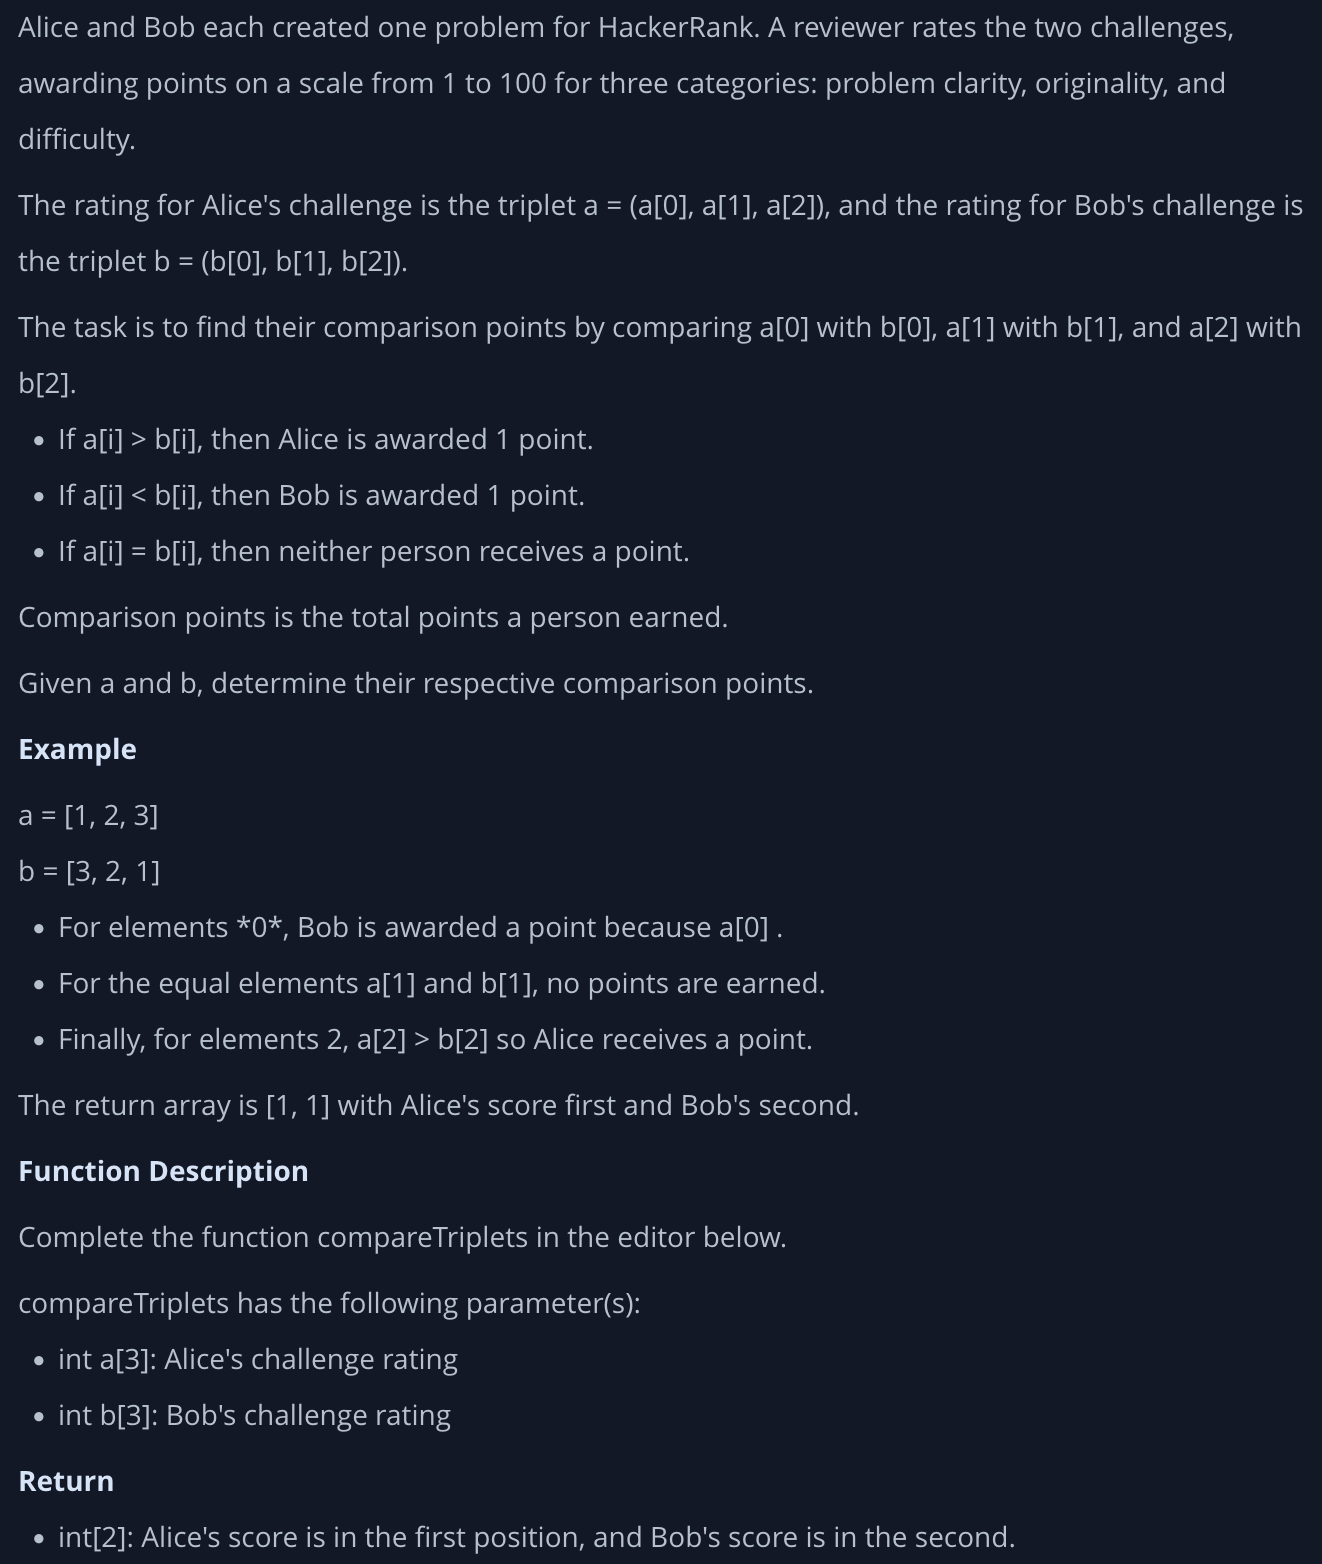 Alice and Bob each created one problem for HackerRank. A reviewer rates the two challenges,
awarding points on a scale from 1 to 100 for three categories: problem clarity, originality, and
difficulty.
The rating for Alice's challenge is the triplet a = (a[0], a[1], a[2]), and the rating for Bob's challenge is
the triplet b = (b[0], b[1], b[2]).
The task is to find their comparison points by comparing a[0] with b[0], a[1] with b[1], and a[2] with
b[2].
• If a[i] > b[i], then Alice is awarded 1 point.
• If a[i] < b[i], then Bob is awarded 1 point.
• If a[i] = b[i], then neither person receives a point.
Comparison points is the total points a person earned.
Given a and b, determine their respective comparison points.
Example
a = [1, 2, 3]
b = [3, 2, 1]
• For elements *0*, Bob is awarded a point because a[0] .
• For the equal elements a[1] and b[1], no points are earned.
• Finally, for elements 2, a[2] > b[2] so Alice receives a point.
The return array is [1, 1] with Alice's score first and Bob's second.
Function Description
Complete the function compareTriplets in the editor below.
compareTriplets has the following parameter(s):
• int a[3]: Alice's challenge rating
• int b[3]: Bob's challenge rating
Return
• int[2]: Alice's score is in the first position, and Bob's score is in the second.